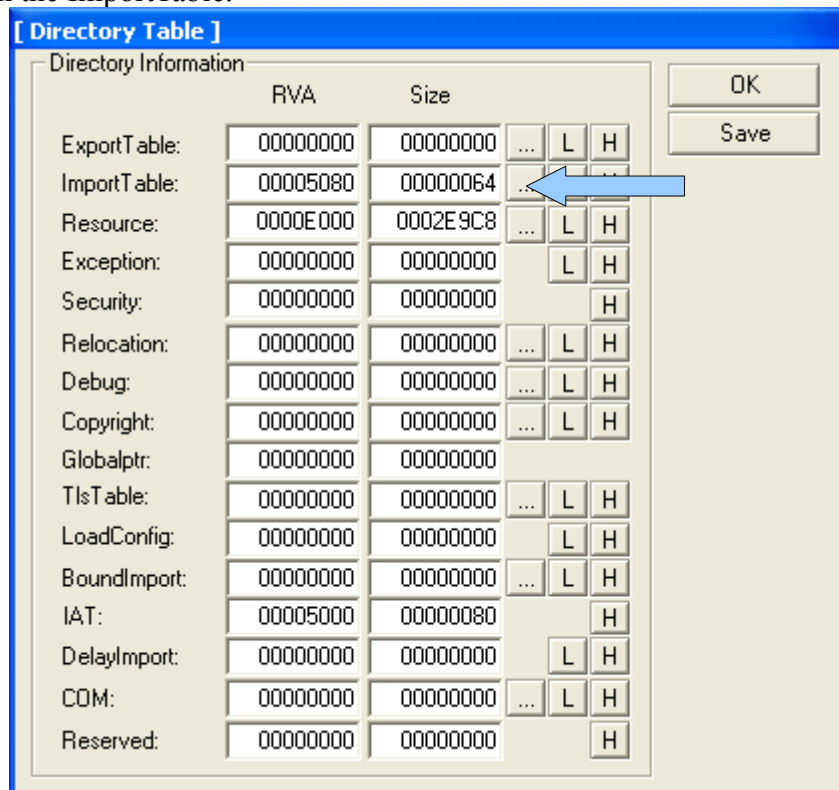 the ImportTable.
[ Directory Table ]
Directory Information
RVA Size OK
Save
ExportTable: 00000000 00000000 ... L H
ImportTable: 00005080 00000064 ...
Resource: 0000E000 0002E9C8 ... L H
Exception: 00000000 00000000 L H
Security: 00000000 00000000 H
Relocation: 00000000 00000000 ... L H
Debug: 00000000 00000000 ... L H
Copyright: 00000000 00000000 ... L H
Globalptr: 00000000 00000000
TlsTable: 00000000 00000000 ... L H
LoadConfig: 00000000 00000000 L H
BoundImport: 00000000 00000000 ... L H
IAT: 00005000 00000080 H
DelayImport: 00000000 00000000 L H
COM: 00000000 00000000 ... L H
Reserved: 00000000 00000000 H